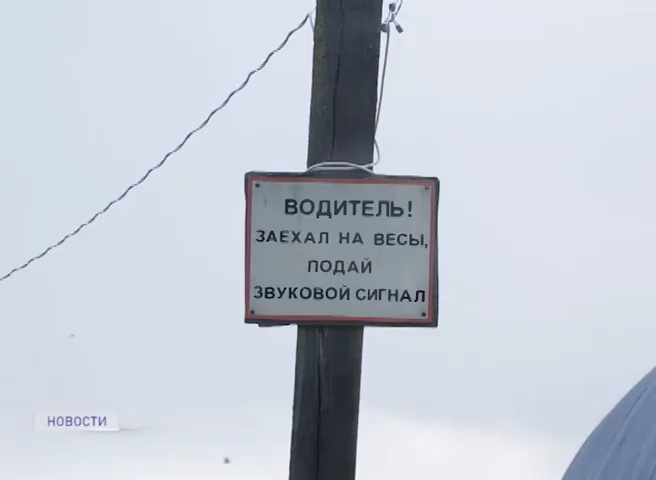 ВОДИТЕЛЬ!
ЗАЕХАЛ НА ВЕСЫ,
ПОДАЙ
ЗВУКОВОЙ СИГНАЛ
НОВОСТИ